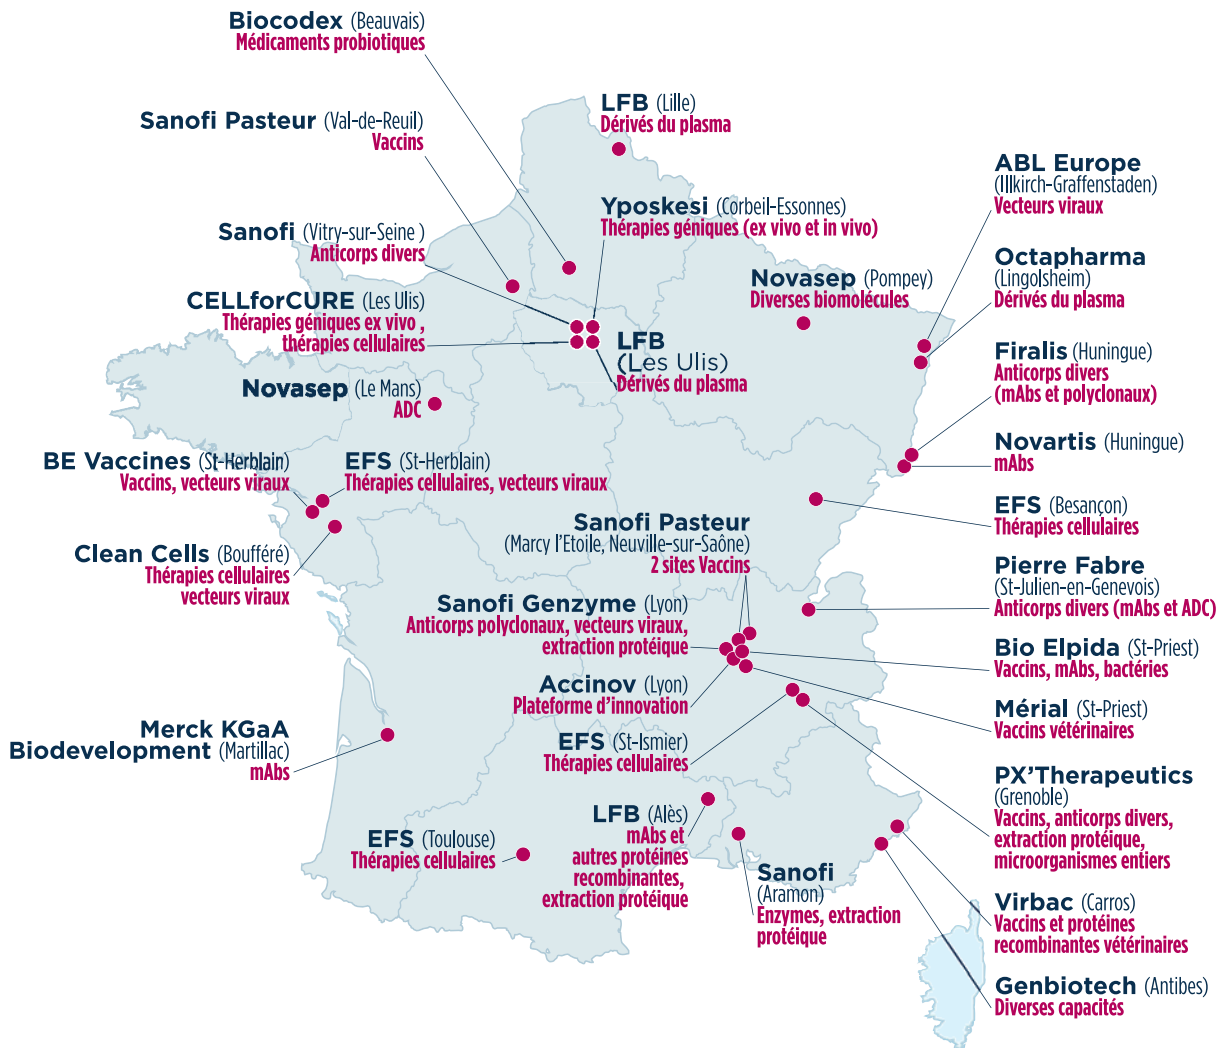 Biocodex (Beauvais)
Médicaments probiotiques
LFB (Lille)
Dérivés du plasma
Sanofi Pasteur (Val-de-Reuil)
Vaccins
ABL Europe
(Illkirch-Graffenstaden)
Vecteurs viraux
Yposkesi (Corbeil-Essonnes)
Thérapies géniques (ex vivo et in vivo)
Sanofi (Vitry-sur-Seine )
Anticorps divers
Octapharma
(Lingolsheim)
Dérivés du plasma
Novasep (Pompey)
Diverses biomolécules
CELLforCURE (Les Ulis)
Thérapies géniques ex vivo ,
thérapies cellulaires
LFB
(Les Ulis)
Dérivés du plasma
Firalis (Huningue)
Anticorps divers
(mAbs et polyclonaux)
Novasep (Le Mans)
ADC
Novartis (Huningue)
mAbs
BE Vaccines (St-Herblain)
Vaccins, vecteurs viraux
EFS (St-Herblain)
Thérapies cellulaires, vecteurs viraux
EFS (Besançon)
Thérapies cellulaires
Sanofi Pasteur
(Marcy l'Etoile, Neuville-sur-Saône)
2 sites Vaccins
Clean Cells (Boufféré)
Thérapies cellulaires
vecteurs viraux
Pierre Fabre
(St-Julien-en-Genevois)
Anticorps divers (mAbs et ADC)
Sanofi Genzyme (Lyon)
Anticorps polyclonaux, vecteurs viraux,
extraction protéique
Bio Elpida (St-Priest)
Vaccins, mAbs, bactéries
Accinov (Lyon)
Plateforme d'innovation
Mérial (St-Priest)
Vaccins vétérinaires
Merck KGaA
Biodevelopment (Martillac)
mAbs
EFS (St-Ismier)
Thérapies cellulaires
PX'Therapeutics
(Grenoble)
Vaccins, anticorps divers,
extraction protéique,
microorganismes entiers
LFB (Alès)
mAbs et
autres protéines
recombinantes,
extraction protéique
EFS (Toulouse)
Thérapies cellulaires
Sanofi
(Aramon)
Enzymes, extraction
protéique
Virbac (Carros)
Vaccins et protéines
recombinantes vétérinaires
Genbiotech (Antibes)
Diverses capacités